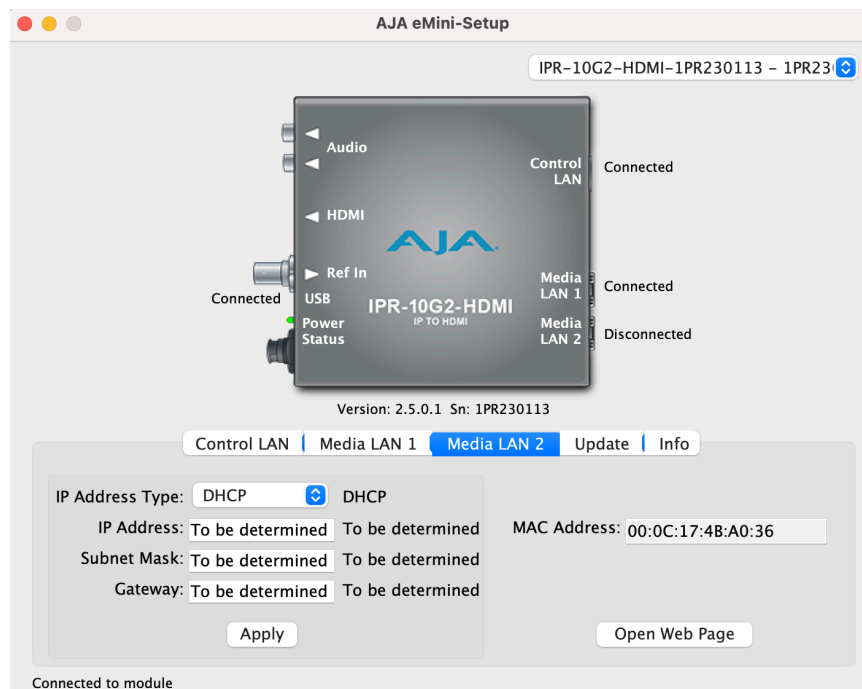 AJA eMini-Setup
IPR-10G2-HDMI-1PR230113 - 1PR23
Audio
Control
LAN
Connected
HDMI
AJA.
Ref In
Connected
USB
Media
LAN 1
Connected
IPR-10G2-HDMI
IP TO HDMI
Power
Status
Media
LAN 2
Disconnected
Version: 2.5.0.1 Sn: 1PR230113
Control LAN Media LAN 1 Media LAN 2 Update Info
IP Address Type: DHCP DHCP
IP Address: To be determined To be determined
MAC Address: 00:0C:17:4B:A0:36
Subnet Mask: To be determined To be determined
Gateway: To be determined To be determined
Apply
Open Web Page
Connected to module